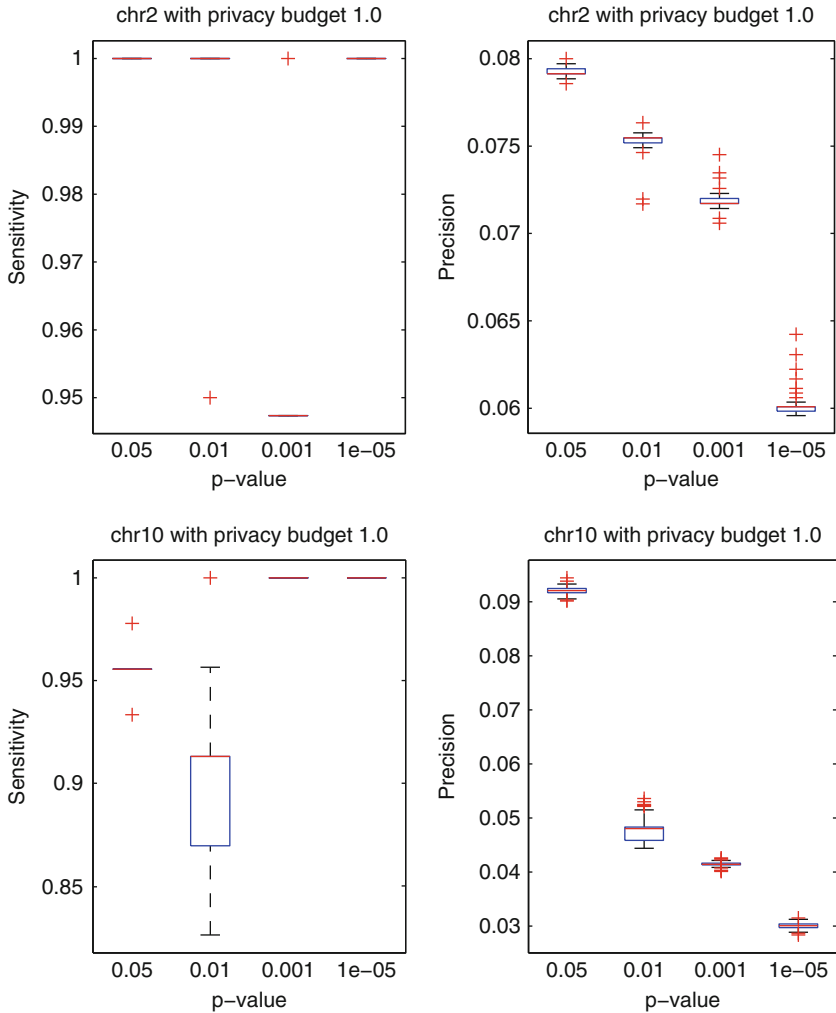 chr2 with privacy budget 1.0
Sensitivity
1
0.99
0.98
0.97
0.96
0.95
0.05 0.01 0.001 1e−05
p−value
chr2 with privacy budget 1.0
Precision
0.08
0.075
0.07
0.065
0.06
0.05 0.01 0.001 1e−05
p−value
chr10 with privacy budget 1.0
Sensitivity
1
0.95
0.9
0.85
0.05 0.01 0.001 1e−05
p−value
chr10 with privacy budget 1.0
Precision
0.09
0.08
0.07
0.06
0.05
0.04
0.03
0.05 0.01 0.001 1e−05
p−value